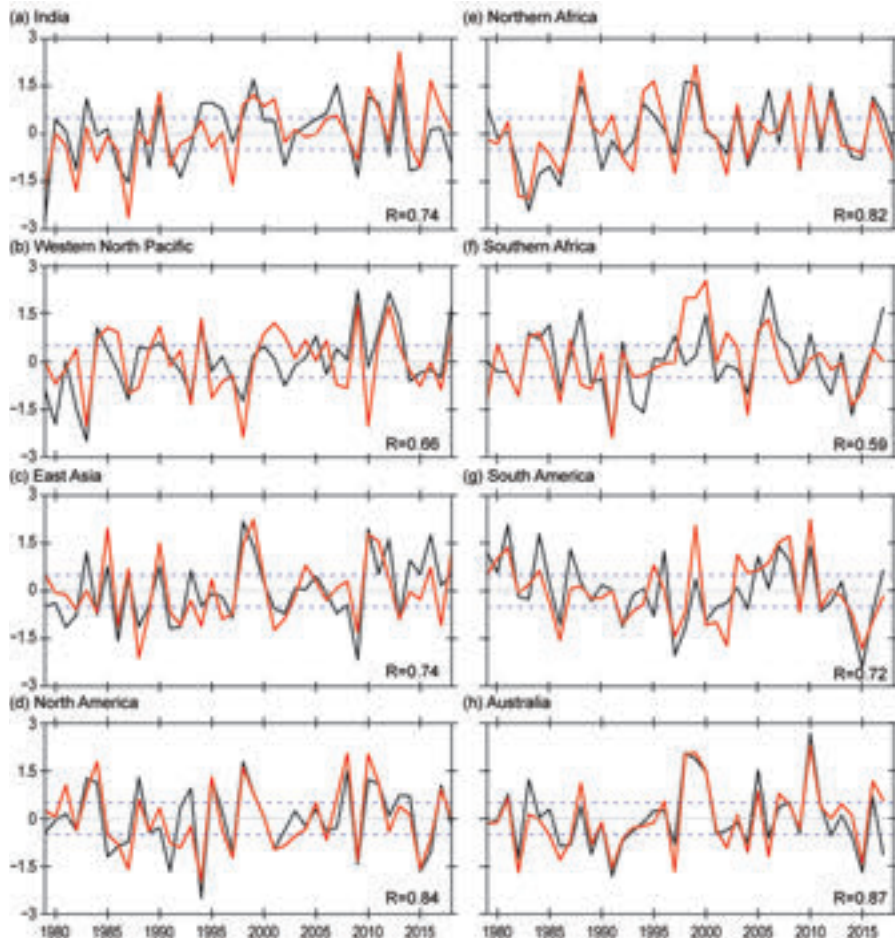 (a) India
(e) Northern Africa
3
1.5
0
-1.5
-3
R=0.74
R=0.82
(b) Western North Pacific
(f) Southern Africa
3
1.5
0
-1.5
-3
R=0.66
R=0.59
(c) East Asia
(g) South America
3
1.5
0
-1.5
-3
R=0.74
R=0.72
(d) North America
(h) Australia
3
1.5
0
-1.5
-3
R=0.84
R=0.87
1980 1985 1990 1995 2000 2005 2010 2015
1980 1985 1990 1995 2000 2005 2010 2015